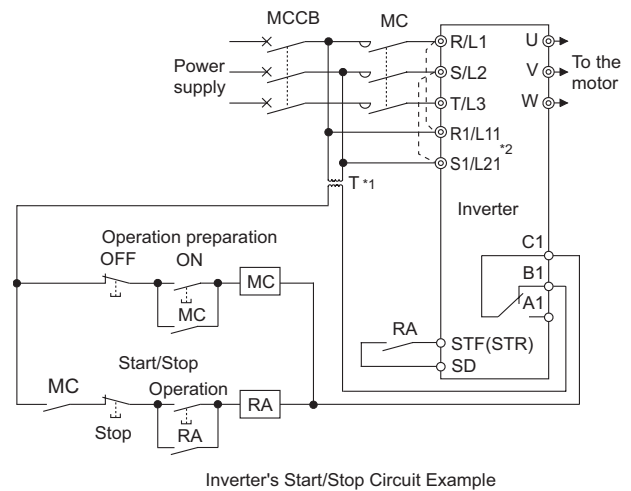 MCCB
MC
Power
supply
R/L1
S/L2
T/L3
R1/L11
*2
S1/L21
U
V
W
To the
motor
T *1
Inverter
C1
B1
A1
Operation preparation
OFF
ON
MC
MC
RA
STF(STR)
SD
Start/Stop
MC
Operation
RA
Stop
RA
Inverter's Start/Stop Circuit Example